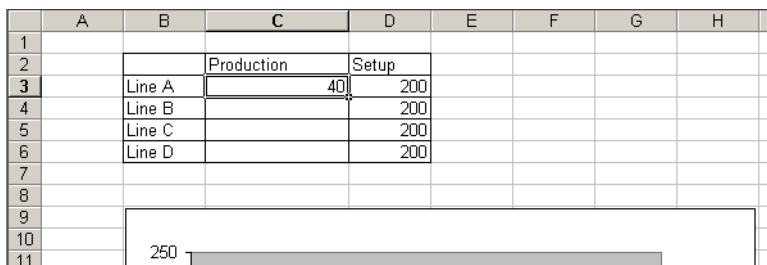 A B C D E F G H
1
2 Production Setup
3 Line A 40 200
4 Line B 200
5 Line C 200
6 Line D 200
7
8
9
10
250
11